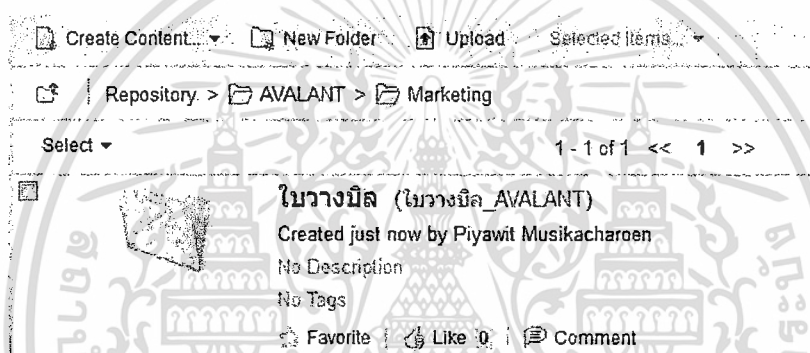 Create Content... New Folder Upload Selected Items...
Repository > AVALANT > Marketing
Select 1 - 1 of 1 << 1 >>
ใบวางบิล (ใบวางบิล_AVALANT)
Created just now by Piyawit Musikacharoen
No Description
No Tags
Favorite | Like 0 | Comment